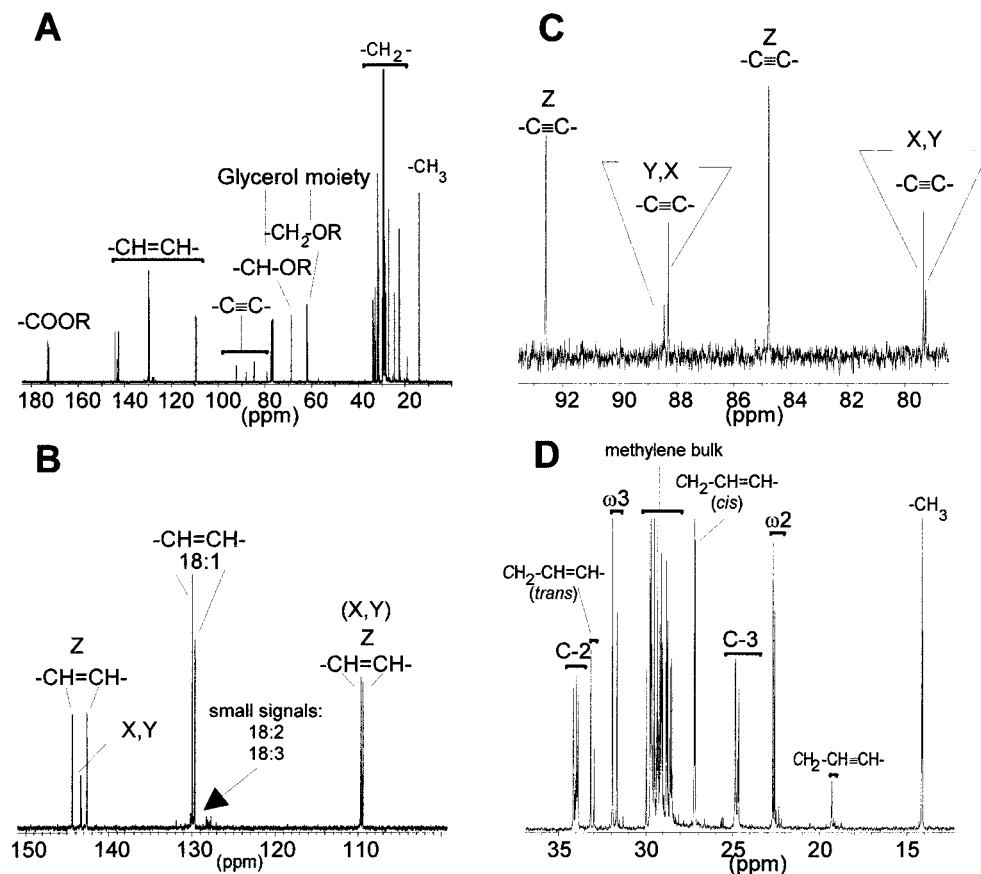 A
-CH₂-
Glycerol moiety
-CH₃
-CH=CH-
-CH₂OR
-CH-OR
-C≡C-
-COOR
180 160 140 120 100 80 60 40 20
(ppm)
C
Z
-C≡C-
Z
-C≡C-
Y,X
-C≡C-
X,Y
-C≡C-
92 90 88 86 84 82 80
(ppm)
B
-CH=CH-
18:1
(X,Y)
Z
-CH=CH-
Z
-CH=CH-
X,Y
small signals:
18:2
18:3
150 140 130 120 110
(ppm)
D
methylene bulk
CH₂-CH=CH-
(cis)
ω3
ω2
-CH₃
CH₂-CH=CH-
(trans)
C-2
C-3
CH₂-CH≡CH-
35 30 25 20 15
(ppm)